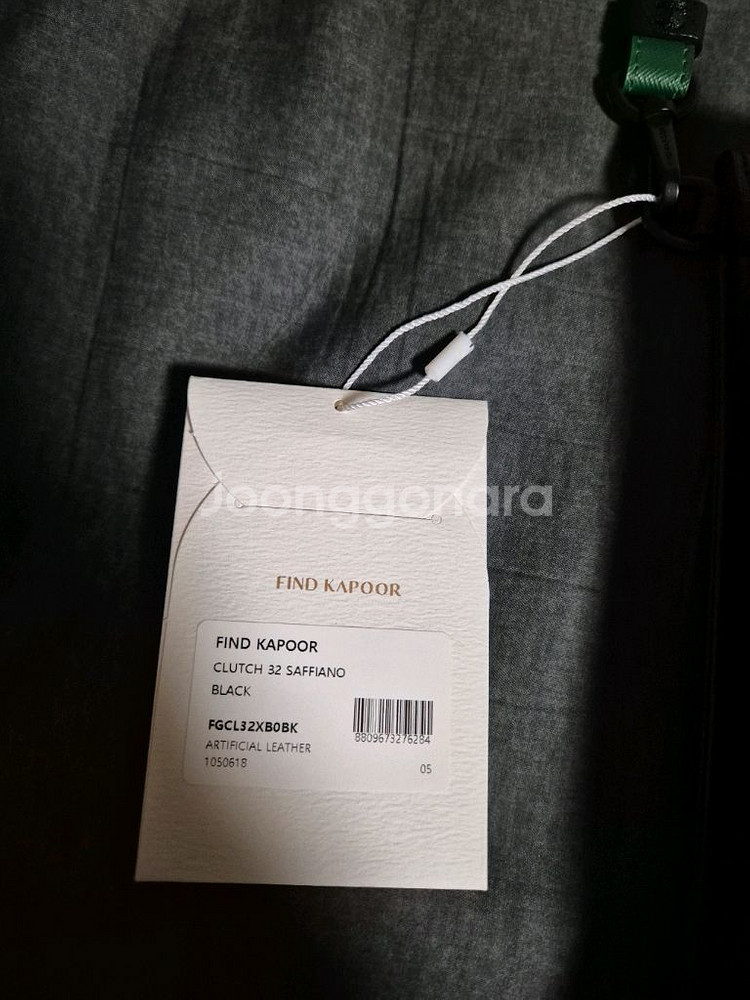 Joonggonara
FIND KAPOOR
FIND KAPOOR
CLUTCH 32 SAFFIANO
BLACK
FGCL32XB0BK
8809673276284
ARTIFICIAL LEATHER
1050618
05